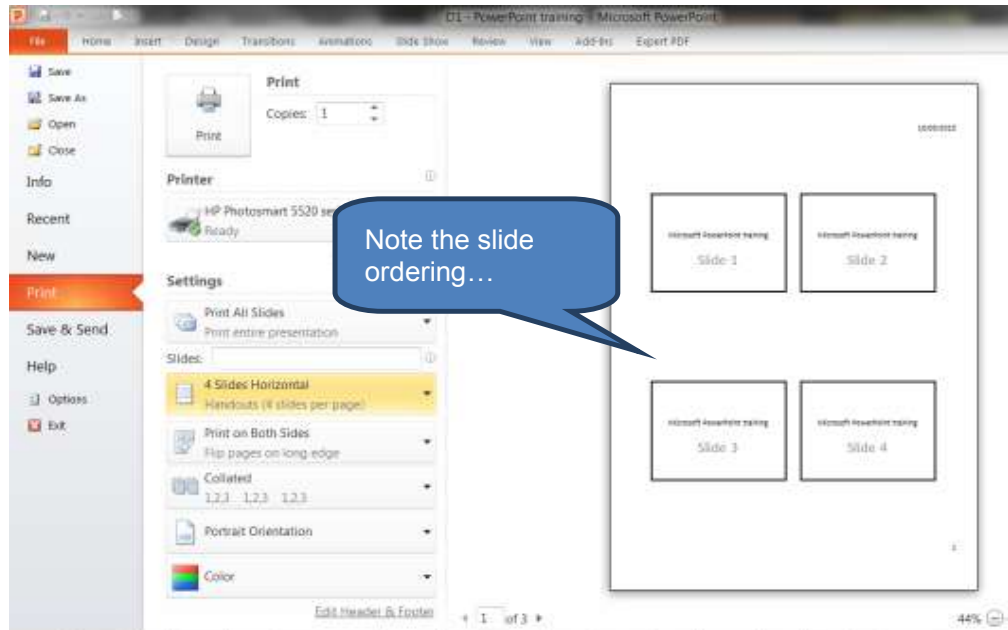 D1 - PowerPoint training - Microsoft PowerPoint
File Home Insert Design Transitions Animations Slide Show Review View Add-Ins Expert PDF
Save
Save As
Open
Close
Info
Recent
New
Print
Save & Send
Help
Options
Exit
Print
Print
Copies: 1
Printer
HP Photosmart 5520 se
Ready
Settings
Print All Slides
Print entire presentation
Slides:
4 Slides Horizontal
Handouts (4 slides per page)
Print on Both Sides
Flip pages on long edge
Collated
1,2,3 1,2,3 1,2,3
Portrait Orientation
Color
Edit Header & Footer
Note the slide
ordering…
Microsoft PowerPoint training
Slide 1
Microsoft PowerPoint training
Slide 2
Microsoft PowerPoint training
Slide 3
Microsoft PowerPoint training
Slide 4
1 of 3
44%